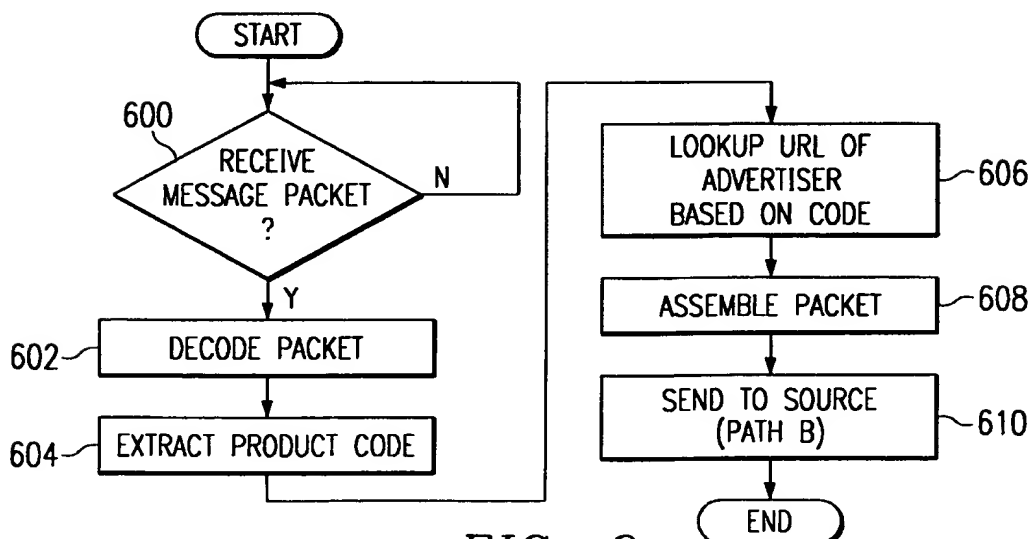 START
600
RECEIVE
MESSAGE PACKET
?
N
Y
602
DECODE PACKET
604
EXTRACT PRODUCT CODE
LOOKUP URL OF
ADVERTISER
BASED ON CODE
606
ASSEMBLE PACKET
608
SEND TO SOURCE
(PATH B)
610
END